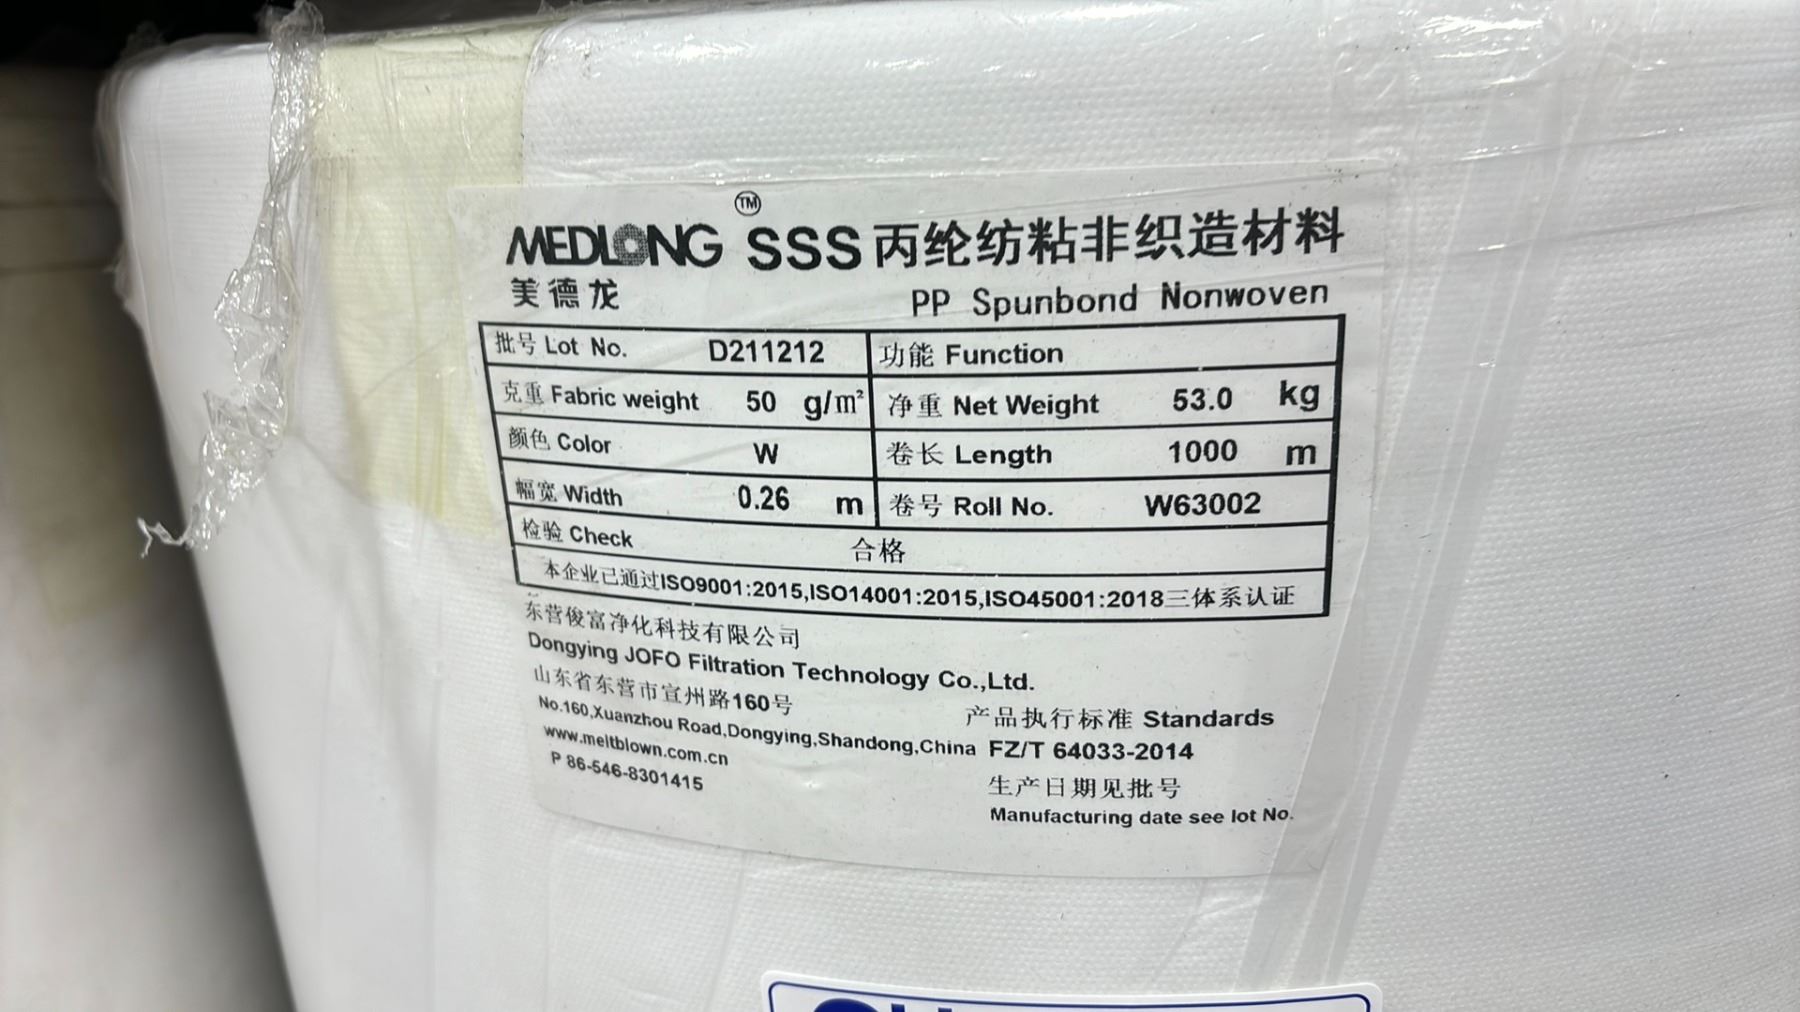 MEDLONG™ SSS丙纶纺粘非织造材料
美德龙 PP Spunbond Nonwoven
批号 Lot No. D211212 功能 Function
克重 Fabric weight 50 g/m² 净重 Net Weight 53.0 kg
颜色 Color W 卷长 Length 1000 m
幅宽 Width 0.26 m 卷号 Roll No. W63002
检验 Check 合格
本企业已通过ISO9001:2015,ISO14001:2015,ISO45001:2018三体系认证
东营俊富净化科技有限公司
Dongying JOFO Filtration Technology Co.,Ltd.
山东省东营市宣州路160号
No.160,Xuanzhou Road,Dongying,Shandong,China
www.meltblown.com.cn
P 86-546-8301415
产品执行标准 Standards
FZ/T 64033-2014
生产日期见批号
Manufacturing date see lot No.